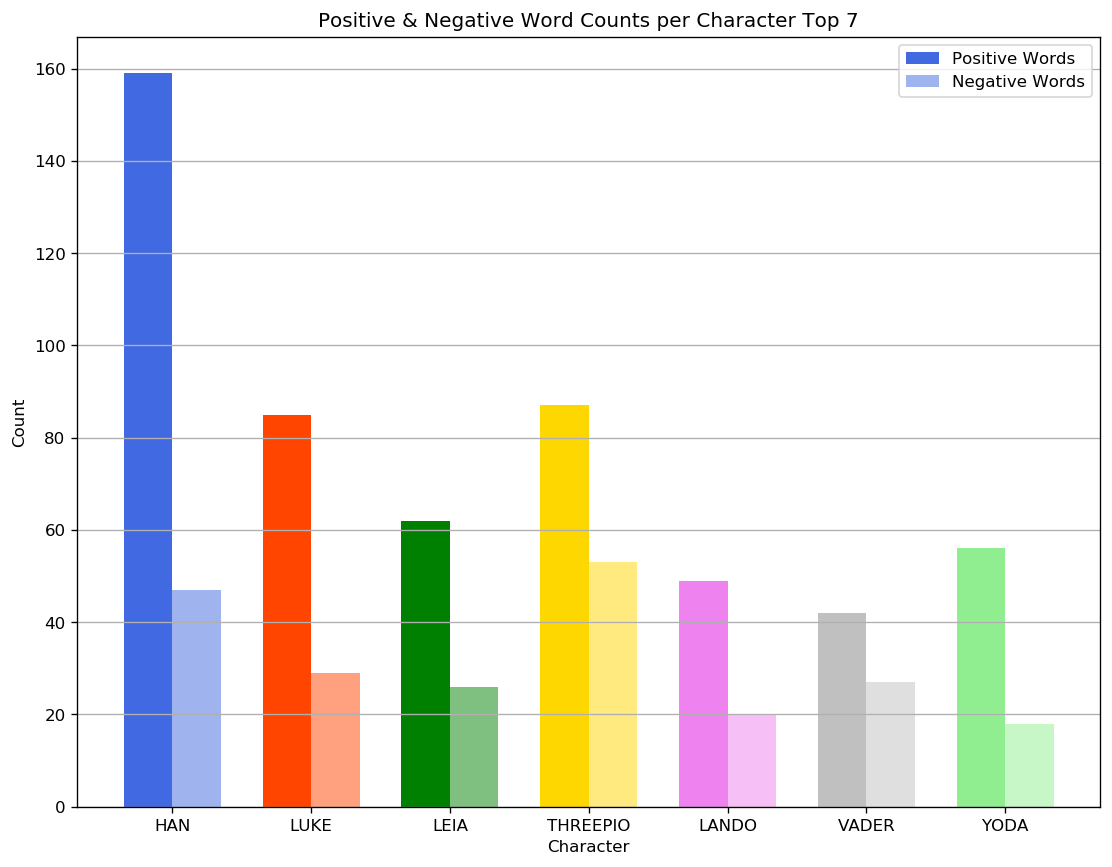 Positive & Negative Word Counts per Character Top 7
Positive Words
Negative Words
160
140
120
100
80
60
40
20
0
Count
HAN LUKE LEIA THREEPIO LANDO VADER YODA
Character